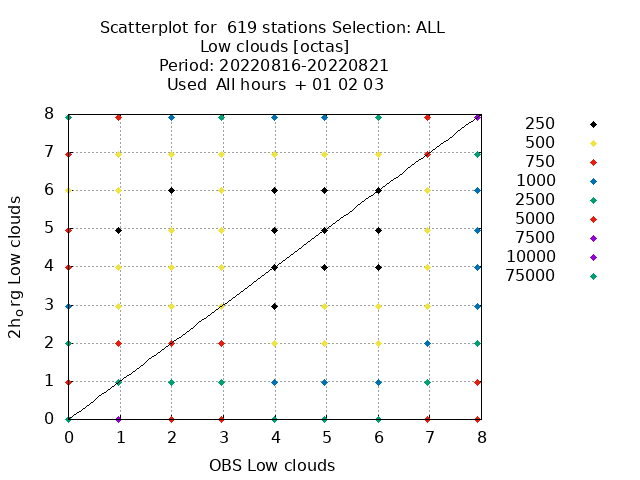 Scatterplot for  619 stations Selection: ALL
Low clouds [octas]
Period: 20220816-20220821
Used  All hours  + 01 02 03
250
500
750
1000
2500
5000
7500
10000
75000
8
7
6
5
4
3
2
1
0
2horg Low clouds
0 1 2 3 4 5 6 7 8
OBS Low clouds